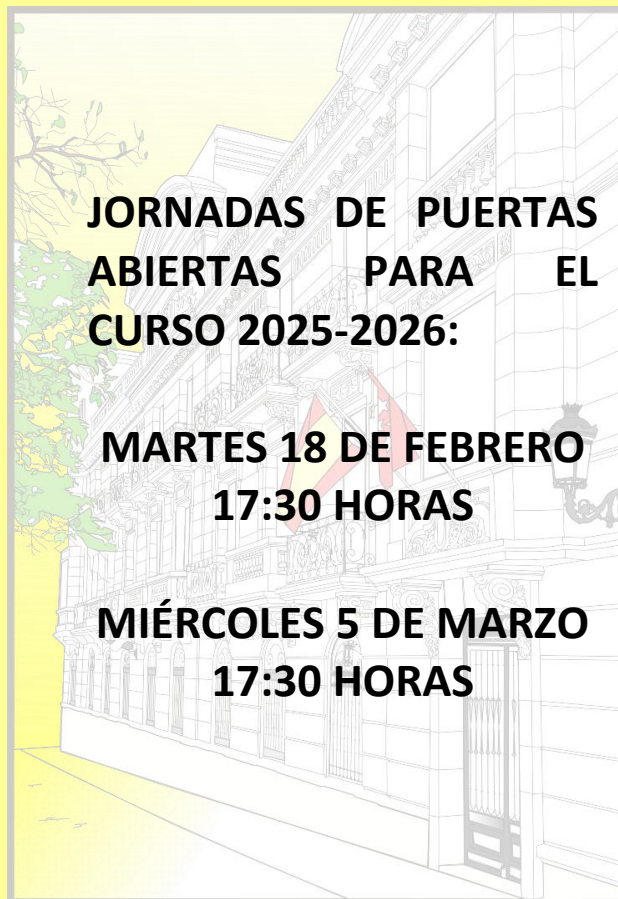 JORNADAS DE PUERTAS
ABIERTAS PARA EL
CURSO 2025-2026:
MARTES 18 DE FEBRERO
17:30 HORAS
MIÉRCOLES 5 DE MARZO
17:30 HORAS